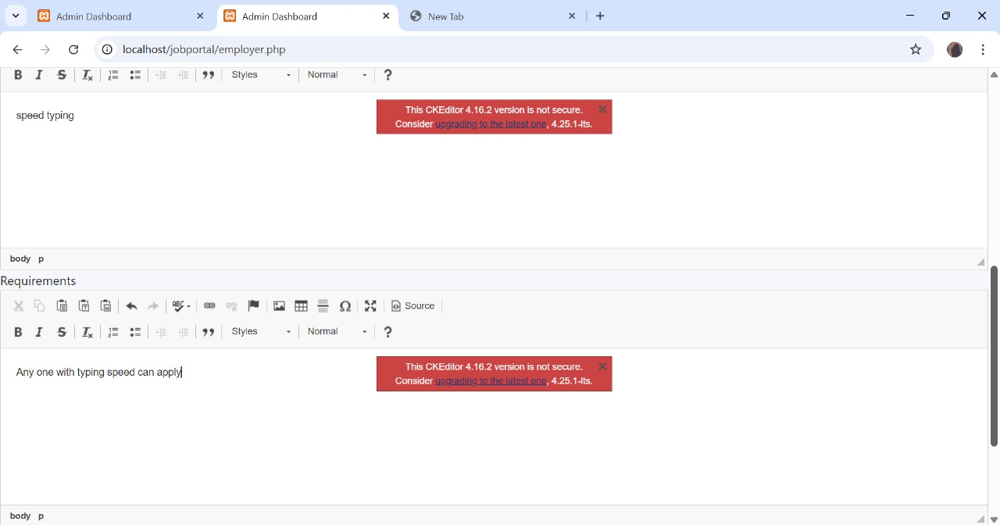 Admin Dashboard
Admin Dashboard
New Tab
localhost/jobportal/employer.php
B I S Ix Styles Normal ?
speed typing
This CKEditor 4.16.2 version is not secure.
Consider upgrading to the latest one, 4.25.1-lts.
body p
Requirements
ABC Ω Source
B I S Ix Styles Normal ?
Any one with typing speed can apply
This CKEditor 4.16.2 version is not secure.
Consider upgrading to the latest one, 4.25.1-lts.
body p